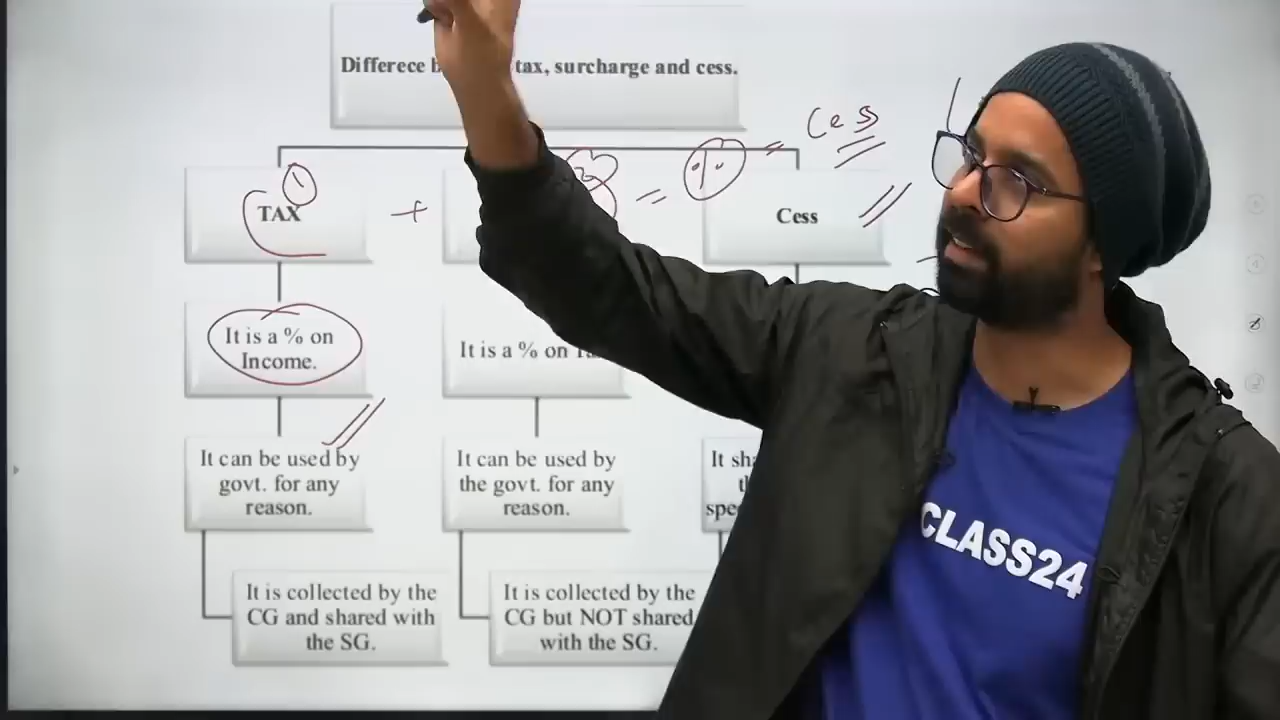 Differece b tax, surcharge and cess.
Cess
1
TAX
+
=
%
=
Cess
It is a % on
Income.
It is a % on
It can be used by
govt. for any
reason.
It can be used by
the govt. for any
reason.
It sha
spe
It is collected by the
CG and shared with
the SG.
It is collected by the
CG but NOT shared
with the SG.
CLASS24